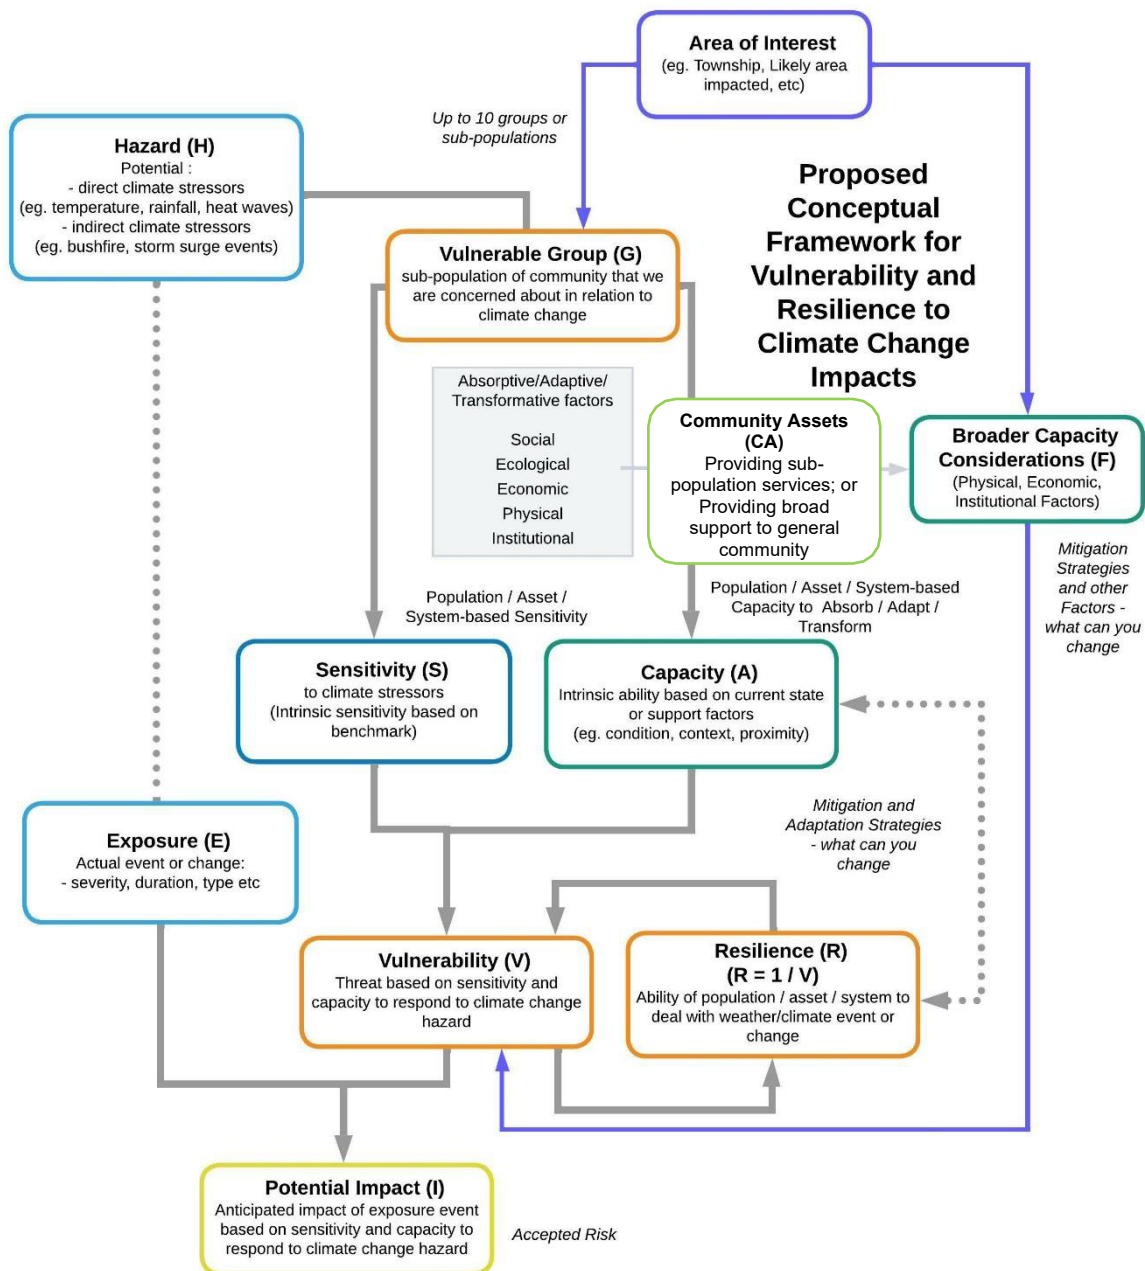 Area of Interest
(eg. Township, Likely area
impacted, etc)
Up to 10 groups or
sub-populations
Hazard (H)
Potential :
- direct climate stressors
(eg. temperature, rainfall, heat waves)
- indirect climate stressors
(eg. bushfire, storm surge events)
Proposed
Conceptual
Framework for
Vulnerability and
Resilience to
Climate Change
Impacts
Vulnerable Group (G)
sub-population of community that we
are concerned about in relation to
climate change
Absorptive/Adaptive/
Transformative factors
Social
Ecological
Economic
Physical
Institutional
Community Assets
(CA)
Providing sub-
population services; or
Providing broad
support to general
community
Broader Capacity
Considerations (F)
(Physical, Economic,
Institutional Factors)
Mitigation
Strategies
and other
Factors -
what can you
change
Population / Asset /
System-based Sensitivity
Population / Asset / System-based
Capacity to Absorb / Adapt /
Transform
Sensitivity (S)
to climate stressors
(Intrinsic sensitivity based on
benchmark)
Capacity (A)
Intrinsic ability based on current state
or support factors
(eg. condition, context, proximity)
Mitigation and
Adaptation Strategies
- what can you
change
Exposure (E)
Actual event or change:
- severity, duration, type etc
Vulnerability (V)
Threat based on sensitivity and
capacity to respond to climate change
hazard
Resilience (R)
(R = 1 / V)
Ability of population / asset / system to
deal with weather/climate event or
change
Potential Impact (I)
Anticipated impact of exposure event
based on sensitivity and capacity to
respond to climate change hazard
Accepted Risk